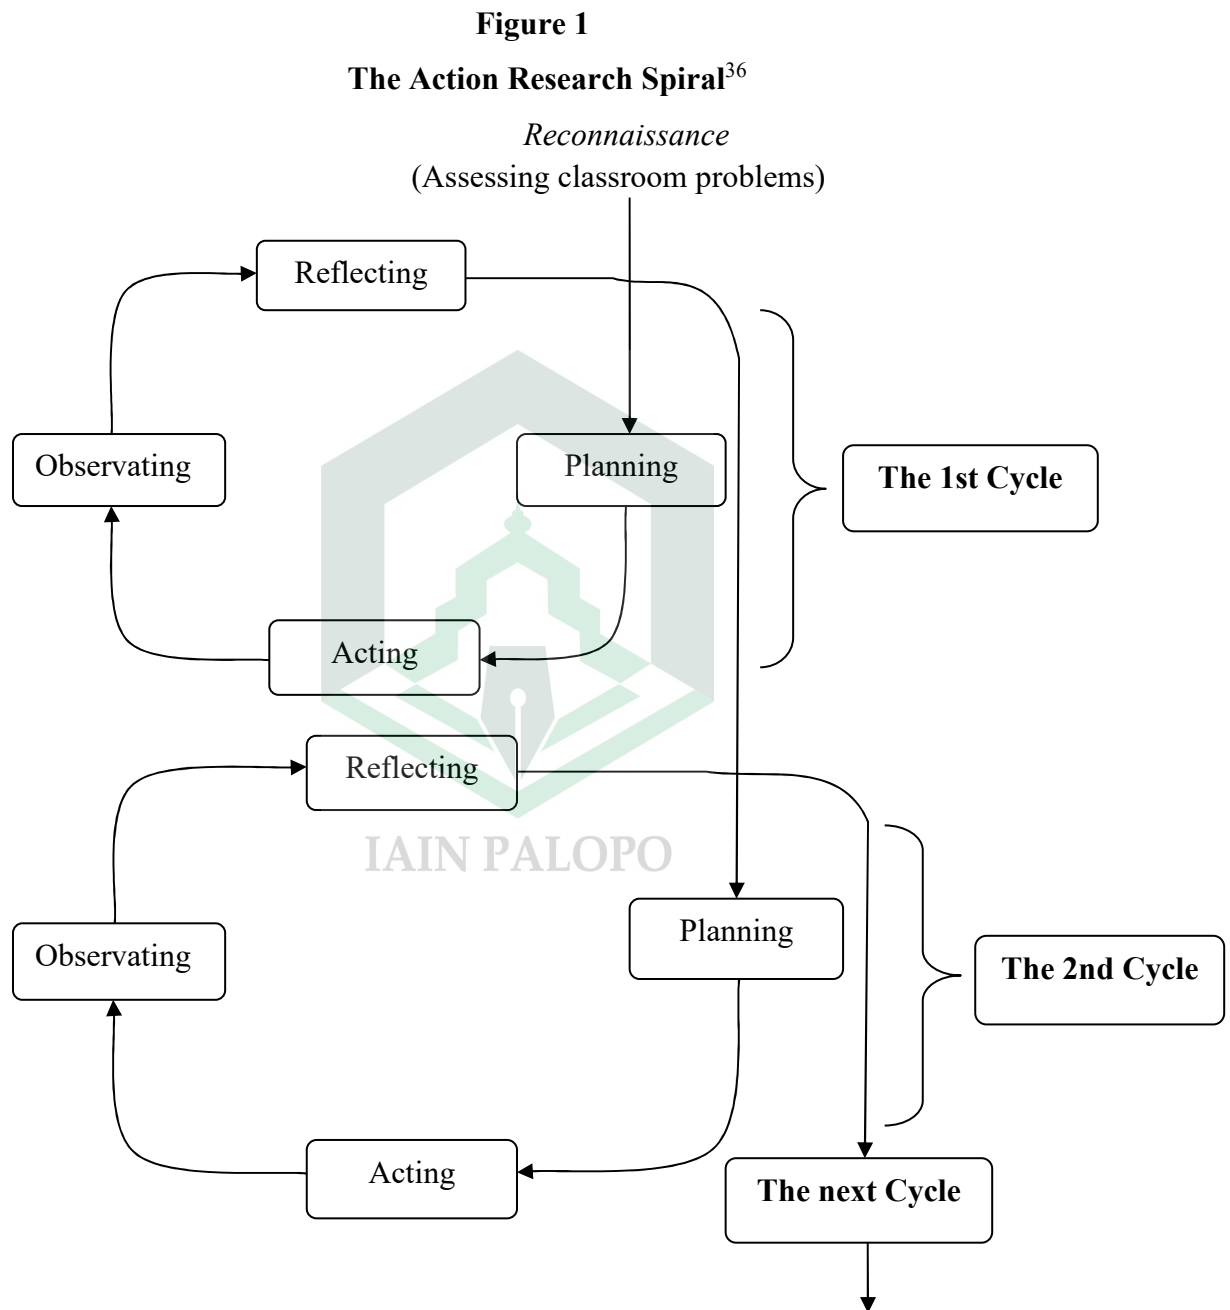 Figure 1
The Action Research Spiral36
Reconnaissance
(Assessing classroom problems)
Reflecting
Observating
Planning
The 1st Cycle
Acting
Reflecting
IAIN PALOPO
Planning
Observating
The 2nd Cycle
Acting
The next Cycle